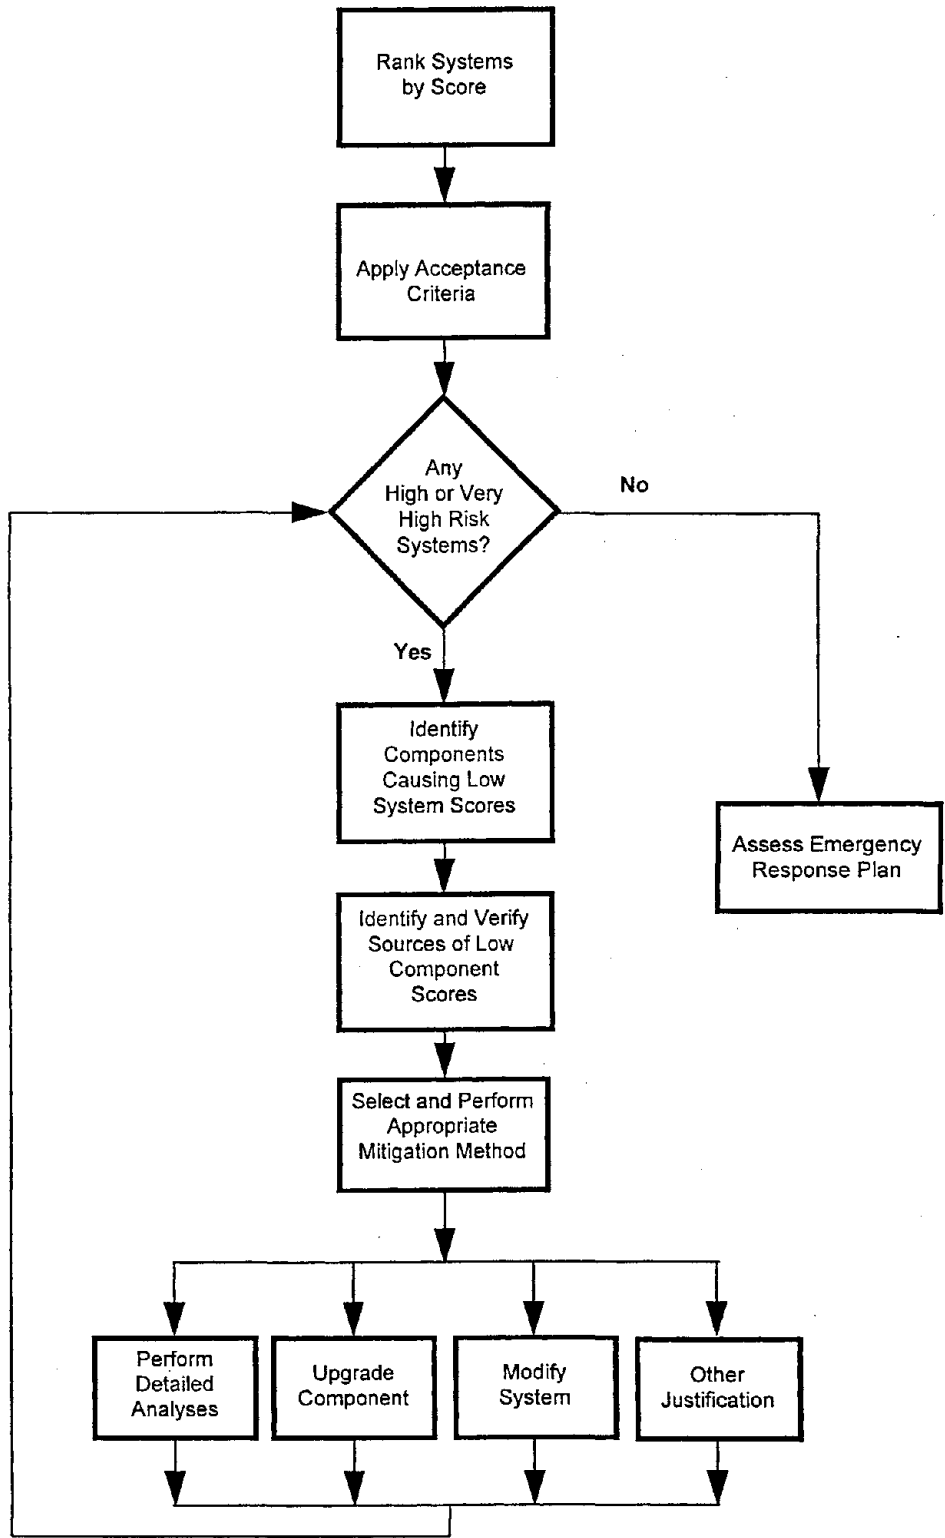 Rank Systems
by Score
Apply Acceptance
Criteria
Any
High or Very
High Risk
Systems?
No
Yes
Identify
Components
Causing Low
System Scores
Assess Emergency
Response Plan
Identify and Verify
Sources of Low
Component
Scores
Select and Perform
Appropriate
Mitigation Method
Perform
Detailed
Analyses
Upgrade
Component
Modify
System
Other
Justification